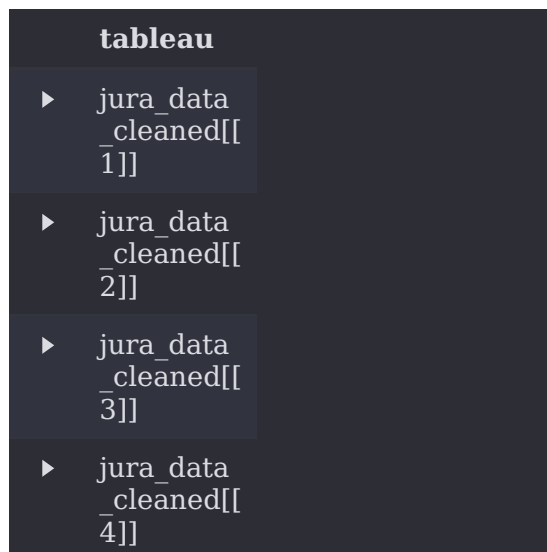 tableau
jura_data
_cleaned[[
1]]
jura_data
_cleaned[[
2]]
jura_data
_cleaned[[
3]]
jura_data
_cleaned[[
4]]